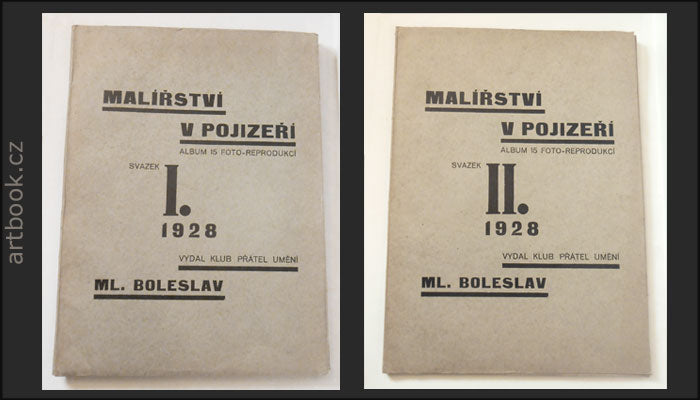 artbook.cz
MALÍŘSTVÍ
V POJIZEŘÍ
ALBUM 15 FOTO-REPRODUKCÍ
SVAZEK
I.
1928
VYDAL KLUB PŘÁTEL UMĚNÍ
ML. BOLESLAV
MALÍŘSTVÍ
V POJIZEŘÍ
ALBUM 15 FOTO-REPRODUKCÍ
SVAZEK
II.
1928
VYDAL KLUB PŘÁTEL UMĚNÍ
ML. BOLESLAV